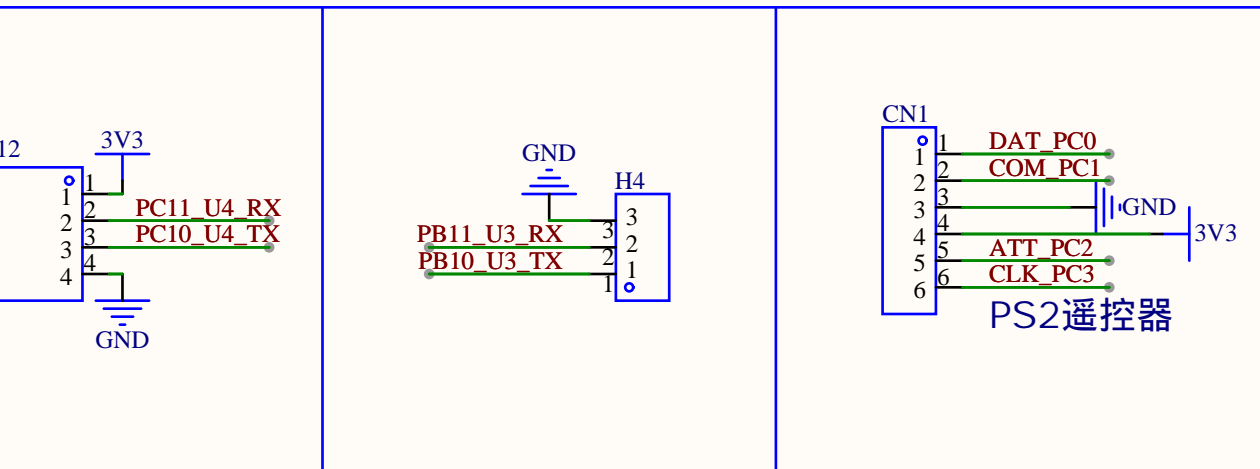 12
3V3
1
1
PC11_U4_RX
2
2
PC10_U4_TX
3
3
4
4
GND
GND
H4
3
3
PB11_U3_RX
2
2
PB10_U3_TX
1
1
CN1
DAT_PC0
1
1
COM_PC1
2
2
3
3
GND
4
4
3V3
ATT_PC2
5
5
CLK_PC3
6
6
PS2遥控器